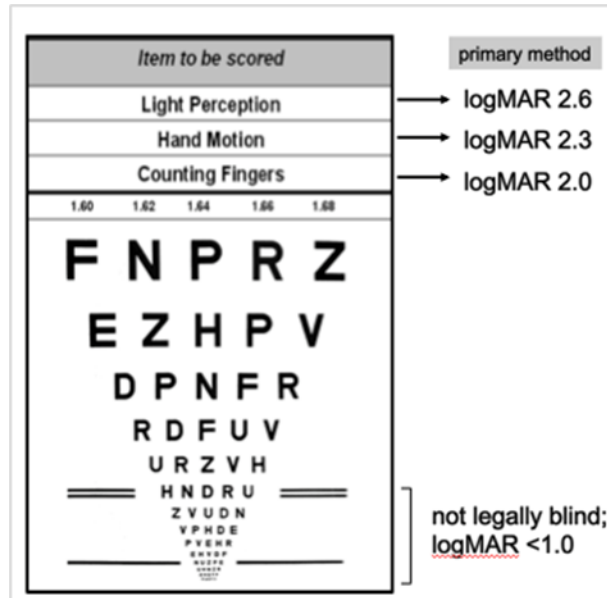 Item to be scored
primary method
Light Perception
logMAR 2.6
Hand Motion
logMAR 2.3
Counting Fingers
logMAR 2.0
1.60 1.62 1.64 1.66 1.68
F N P R Z
E Z H P V
D P N F R
R D F U V
U R Z V H
H N D R U
Z V U D N
V P H D E
P V E H R
not legally blind;
logMAR <1.0